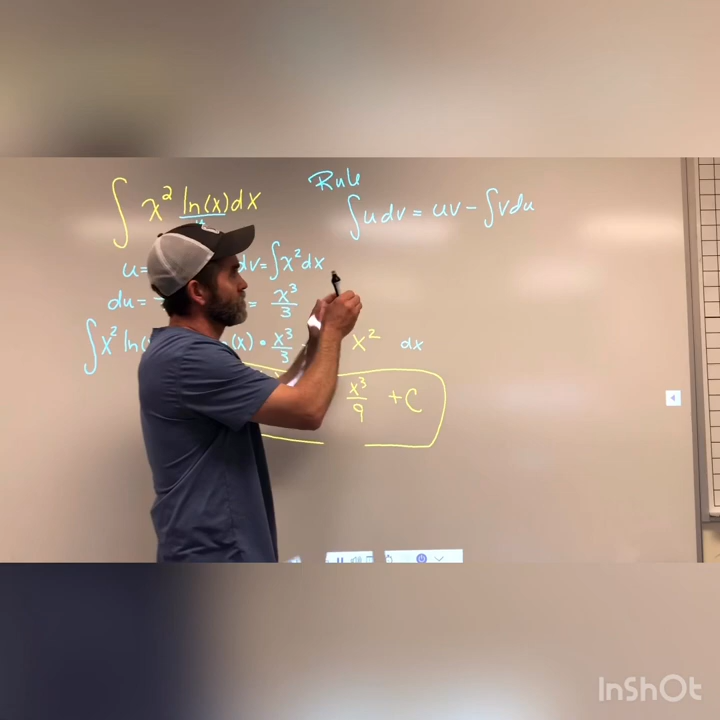 ∫ x² ln(x) dx
Rule
∫ u dv = uv − ∫ v du
u= dv= ∫ x² dx
du= = x³/3
∫ x² ln( (x) • x³/3 x² dx
x³/9 + C
InShOt